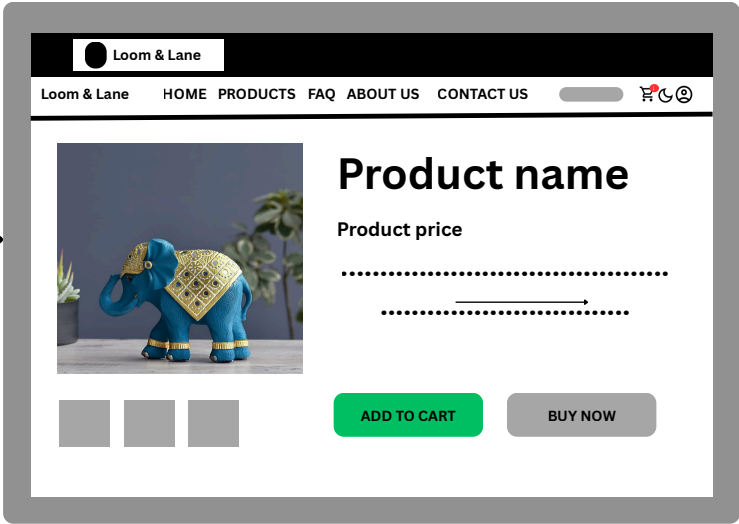 Loom & Lane
Loom & Lane HOME PRODUCTS FAQ ABOUT US CONTACT US
Product name
Product price
ADD TO CART BUY NOW